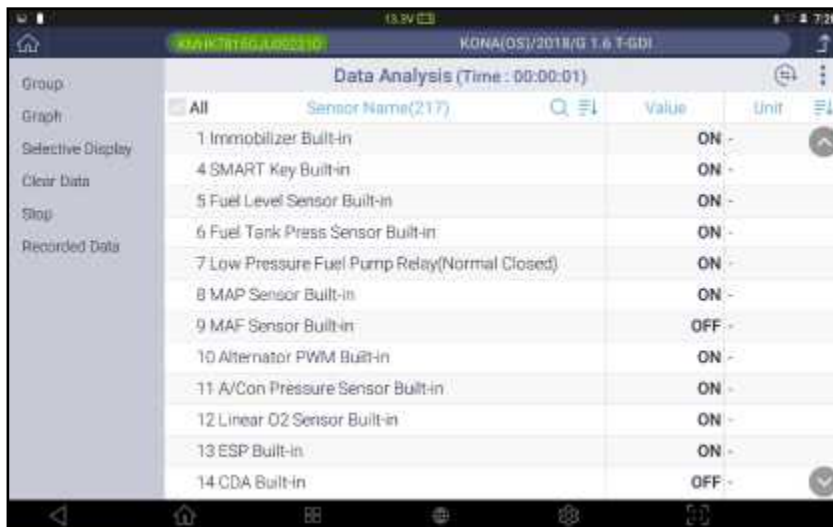 13.3V
KONA(OS)/2018/G 1.6 T-GDI
Data Analysis (Time : 00:00:01)
Group
Graph
Selective Display
Clear Data
Stop
Recorded Data
All Sensor Name(217) Value Unit
1 Immobilizer Built-in ON -
4 SMART Key Built-in ON -
5 Fuel Level Sensor Built-in ON -
6 Fuel Tank Press Sensor Built-in ON -
7 Low Pressure Fuel Pump Relay(Normal Closed) ON -
8 MAP Sensor Built-in ON -
9 MAF Sensor Built-in OFF -
10 Alternator PWM Built-in ON -
11 A/Con Pressure Sensor Built-in ON -
12 Linear O2 Sensor Built-in ON -
13 ESP Built-in ON -
14 CDA Built-in OFF -